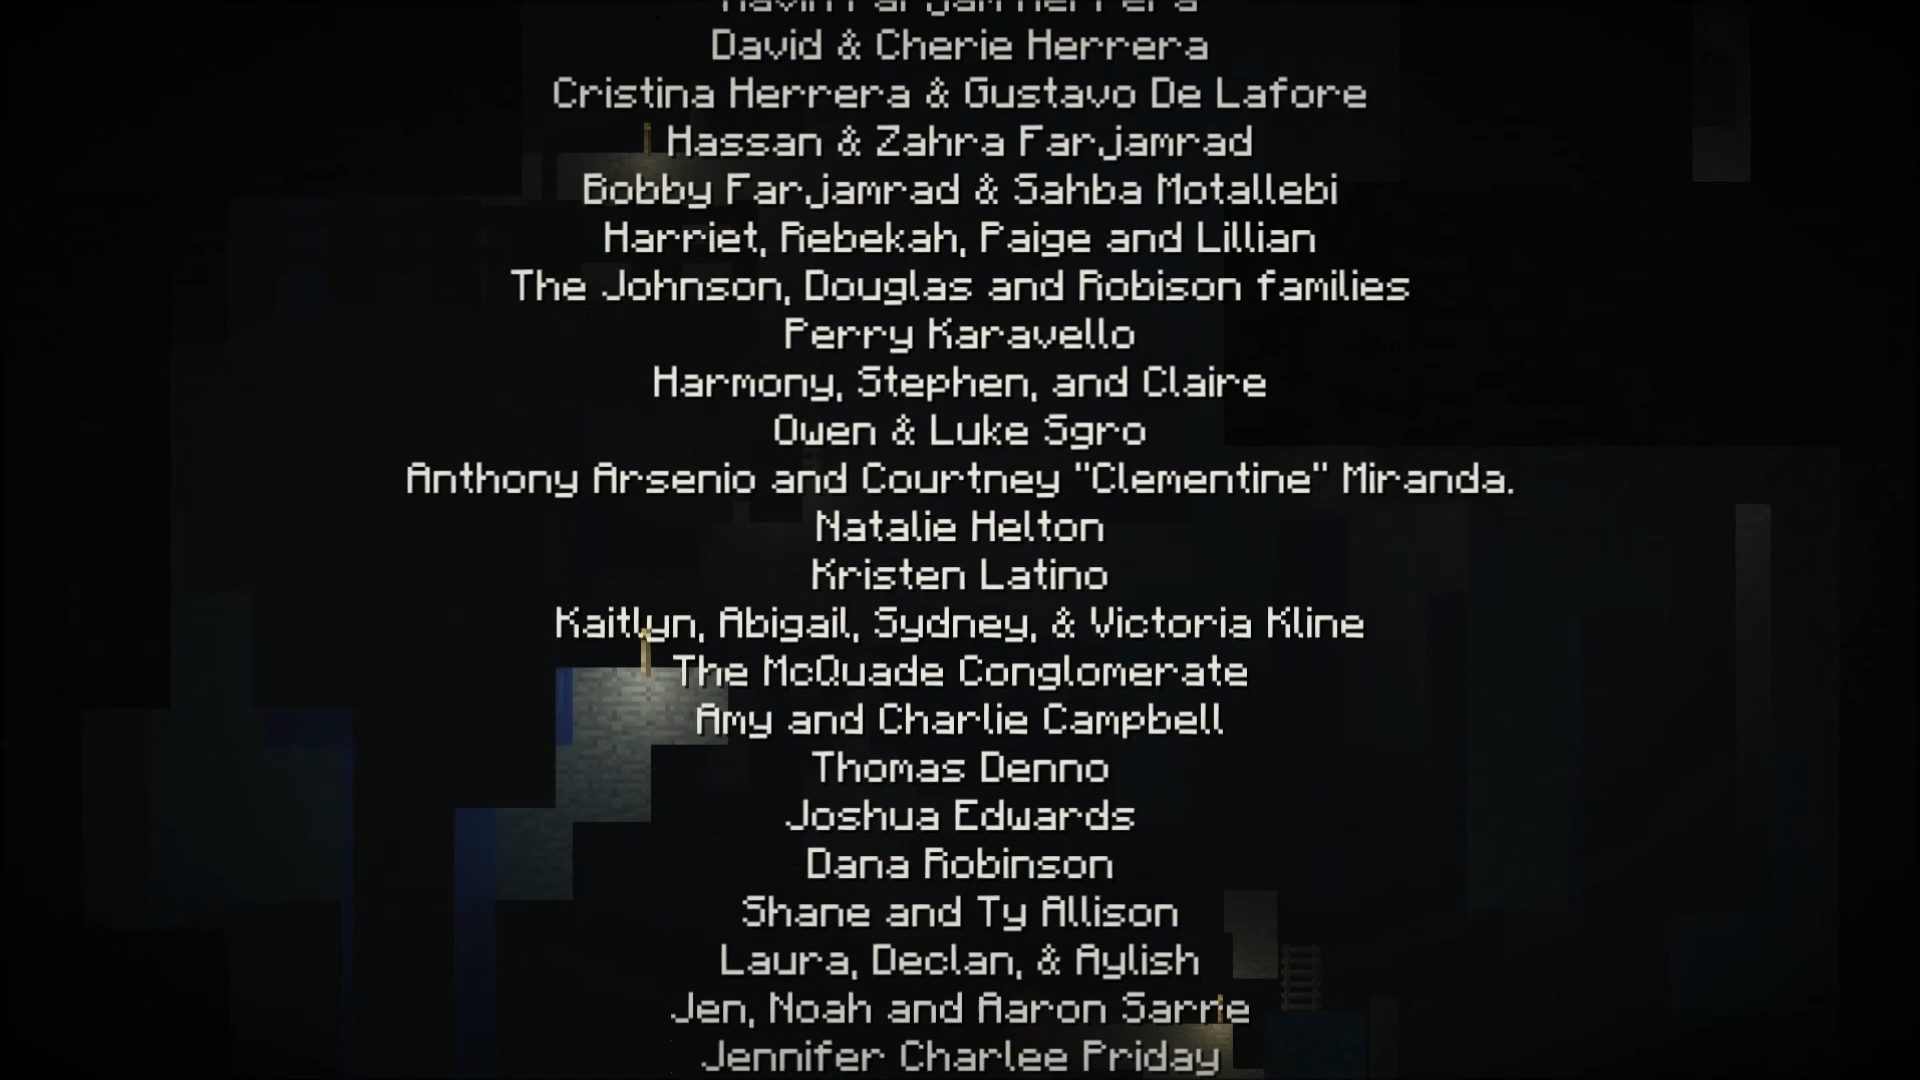 David & Cherie Herrera
Cristina Herrera & Gustavo De Lafore
Hassan & Zahra Farjamrad
Bobby Farjamrad & Sahba Motallebi
Harriet, Rebekah, Paige and Lillian
The Johnson, Douglas and Robison families
Perry Karavello
Harmony, Stephen, and Claire
Owen & Luke Sgro
Anthony Arsenio and Courtney "Clementine" Miranda.
Natalie Helton
Kristen Latino
Kaitlyn, Abigail, Sydney, & Victoria Kline
The McQuade Conglomerate
Amy and Charlie Campbell
Thomas Denno
Joshua Edwards
Dana Robinson
Shane and Ty Allison
Laura, Declan, & Aylish
Jen, Noah and Aaron Sarne
Jennifer Charlee Priday